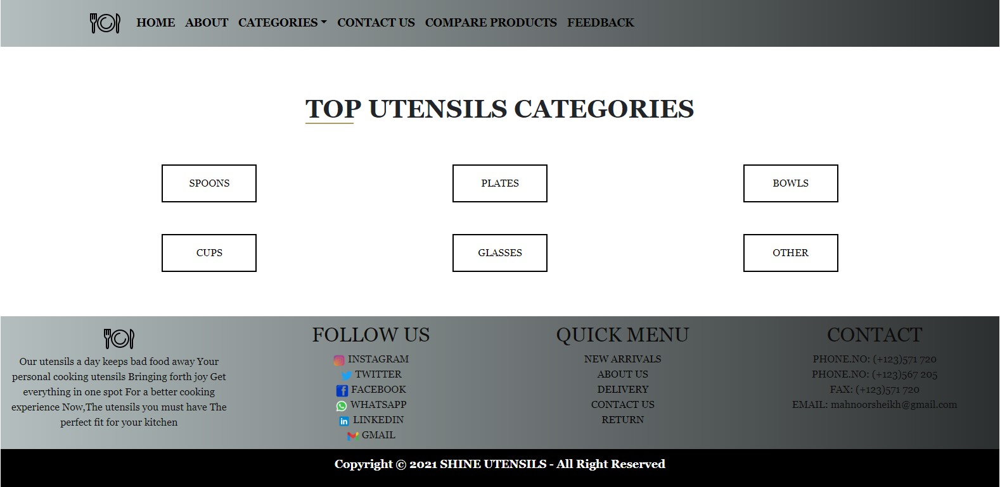 HOME ABOUT CATEGORIES CONTACT US COMPARE PRODUCTS FEEDBACK
TOP UTENSILS CATEGORIES
SPOONS PLATES BOWLS
CUPS GLASSES OTHER
Our utensils a day keeps bad food away Your
personal cooking utensils Bringing forth joy Get
everything in one spot For a better cooking
experience Now,The utensils you must have The
perfect fit for your kitchen
FOLLOW US
INSTAGRAM
TWITTER
FACEBOOK
WHATSAPP
LINKEDIN
GMAIL
QUICK MENU
NEW ARRIVALS
ABOUT US
DELIVERY
CONTACT US
RETURN
CONTACT
PHONE.NO: (+123)571 720
PHONE.NO: (+123)567 205
FAX: (+123)571 720
EMAIL: mahnoorsheikh@gmail.com
Copyright © 2021 SHINE UTENSILS - All Right Reserved